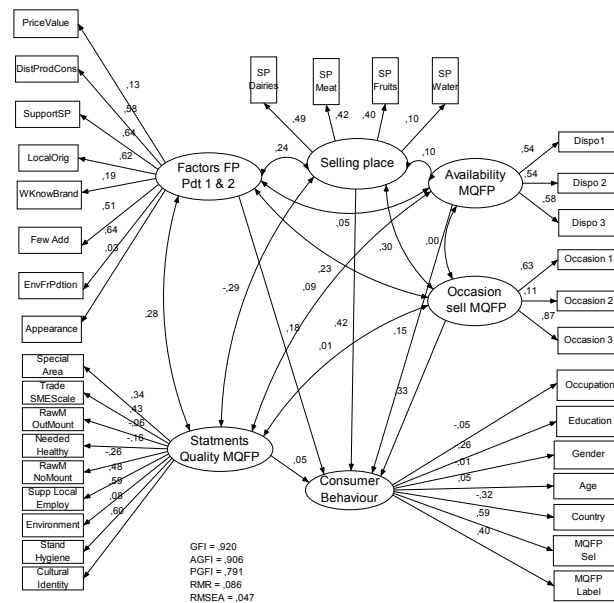 PriceValue
DistProdCons
SupportSP
LocalOrig
WKnowBrand
Few Add
EnvFrPdtion
Appearance
,13
,58
,64
,62
,19
,51
,64
,03
Factors FP
Pdt 1 & 2
SP
Dairies
SP
Meat
SP
Fruits
SP
Water
,49
,42
,40
,10
Selling place
,24
,10
Availability
MQFP
,54
,54
,58
Dispo1
Dispo 2
Dispo 3
,05
,00
,30
Occasion
sell MQFP
,63
,11
,87
Occasion 1
Occasion 2
Occasion 3
,23
-,29
,09
,28
,18
,42
,01
,15
,33
Special
Area
Trade
SMEScale
RawM
OutMount
Needed
Healthy
RawM
NoMount
Supp Local
Employ
Environment
Stand
Hygiene
Cultural
Identity
,34
,43
-,06
-,16
-,26
,48
,59
,08
,60
Statments
Quality MQFP
,05
Consumer
Behaviour
-,05
,26
-,01
,05
-,32
,59
,40
Occupation
Education
Gender
Age
Country
MQFP
Sel
MQFP
Label
GFI = ,920
AGFI = ,906
PGFI = ,791
RMR = ,086
RMSEA = ,047